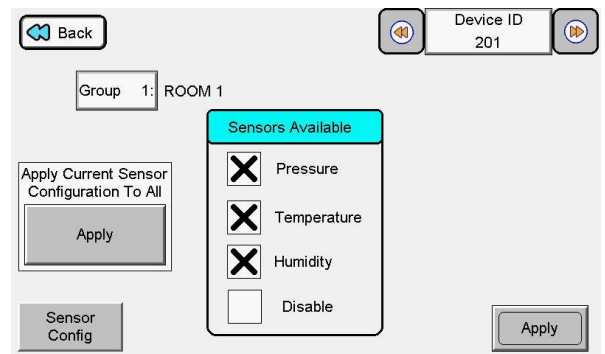 Back
Device ID
201
Group 1: ROOM 1
Sensors Available
Pressure
Temperature
Humidity
Disable
Apply Current Sensor
Configuration To All
Apply
Sensor
Config
Apply